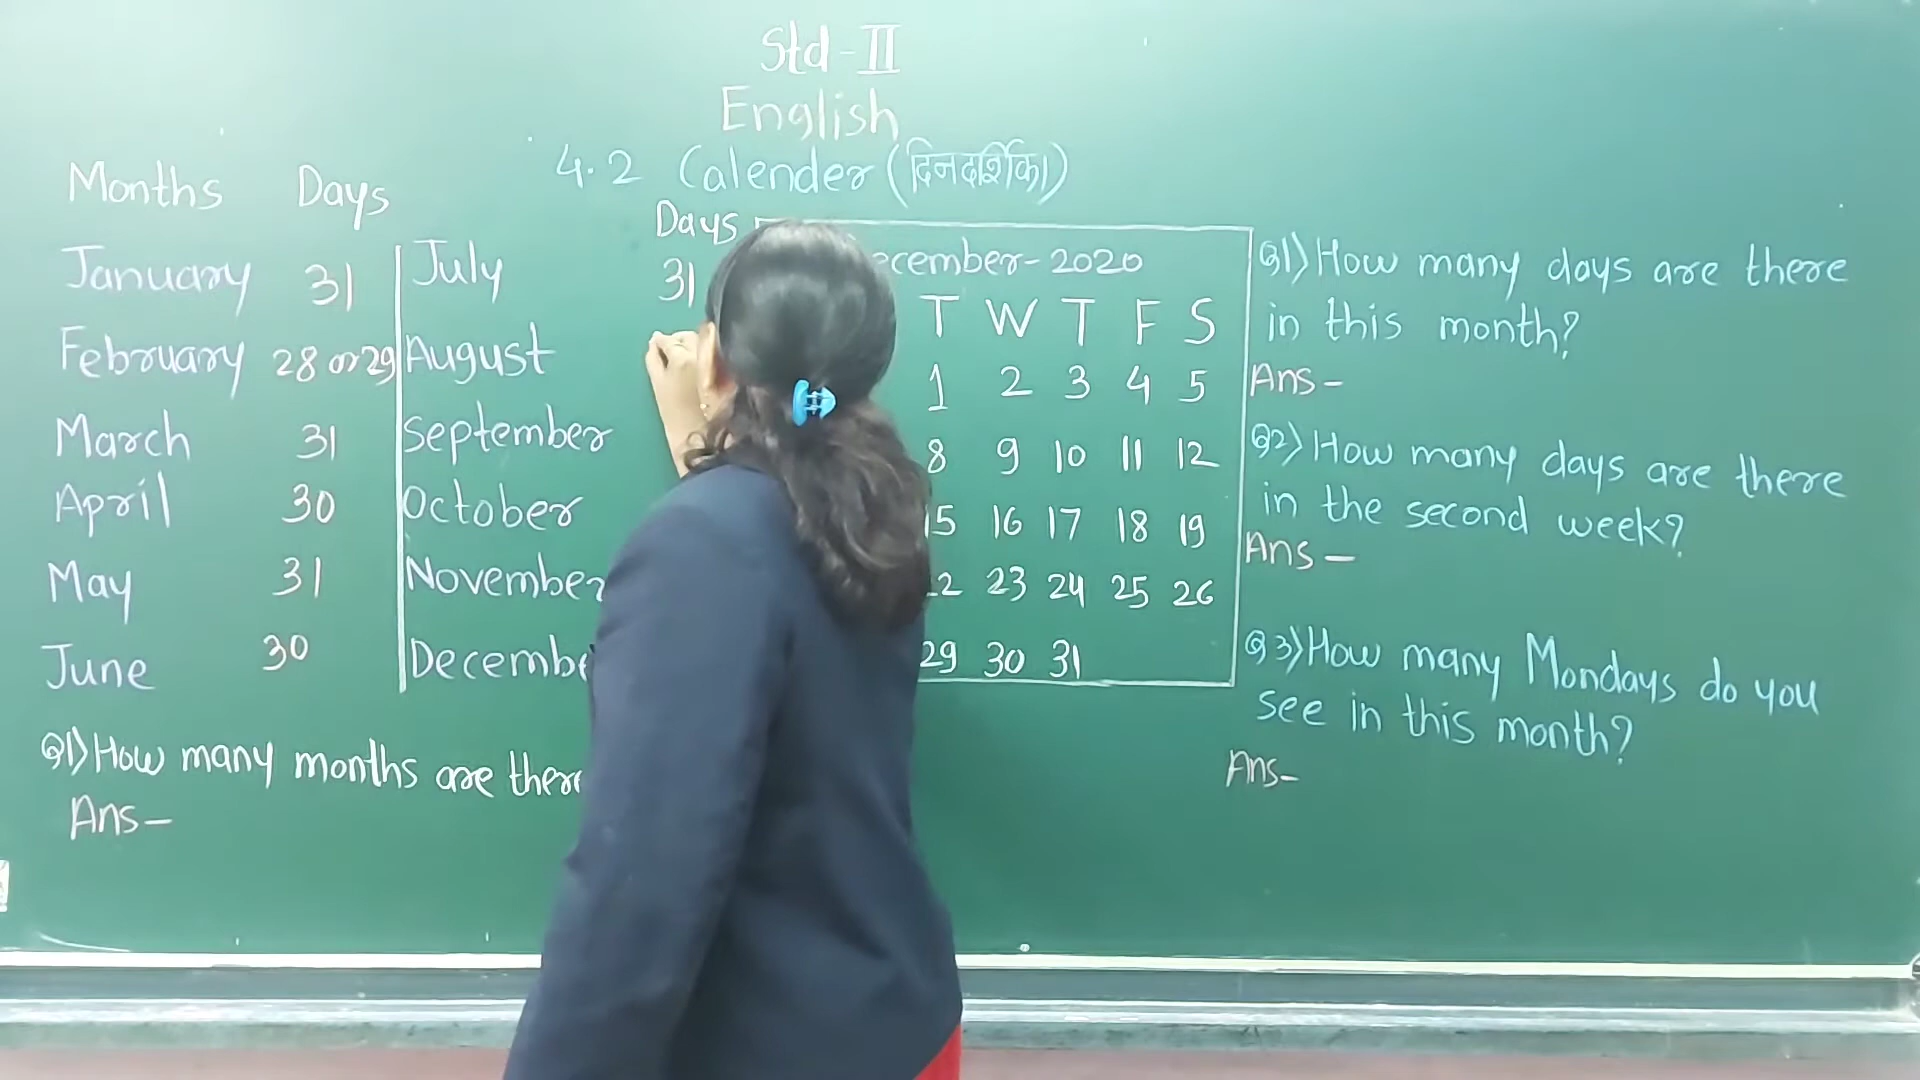 Std-II
English
4.2 Calender (दिनदर्शिका)
Months Days
January 31
February 28 or 29
March 31
April 30
May 31
June 30
Days
July 31
August
September
October
November
December-2020
T W T F S
1 2 3 4 5
8 9 10 11 12
15 16 17 18 19
22 23 24 25 26
29 30 31
Q1) How many months are there
Ans-
Q1) How many days are there
in this month?
Ans-
Q2) How many days are there
in the second week?
Ans-
Q3) How many Mondays do you
see in this month?
Ans-